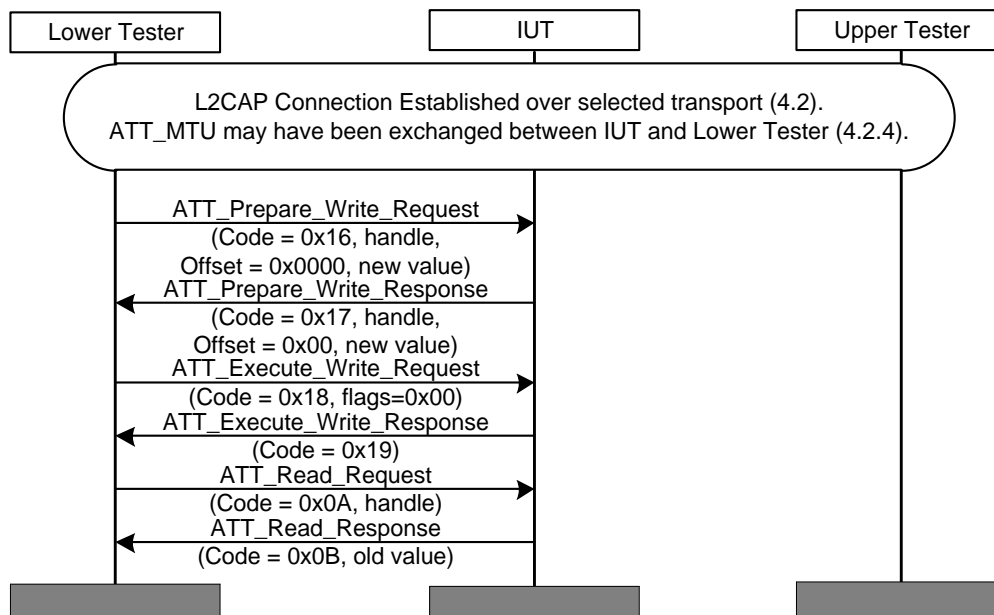 Lower Tester
IUT
Upper Tester
L2CAP Connection Established over selected transport (4.2).
ATT_MTU may have been exchanged between IUT and Lower Tester (4.2.4).
ATT_Prepare_Write_Request
(Code = 0x16, handle,
Offset = 0x0000, new value)
ATT_Prepare_Write_Response
(Code = 0x17, handle,
Offset = 0x00, new value)
ATT_Execute_Write_Request
(Code = 0x18, flags=0x00)
ATT_Execute_Write_Response
(Code = 0x19)
ATT_Read_Request
(Code = 0x0A, handle)
ATT_Read_Response
(Code = 0x0B, old value)